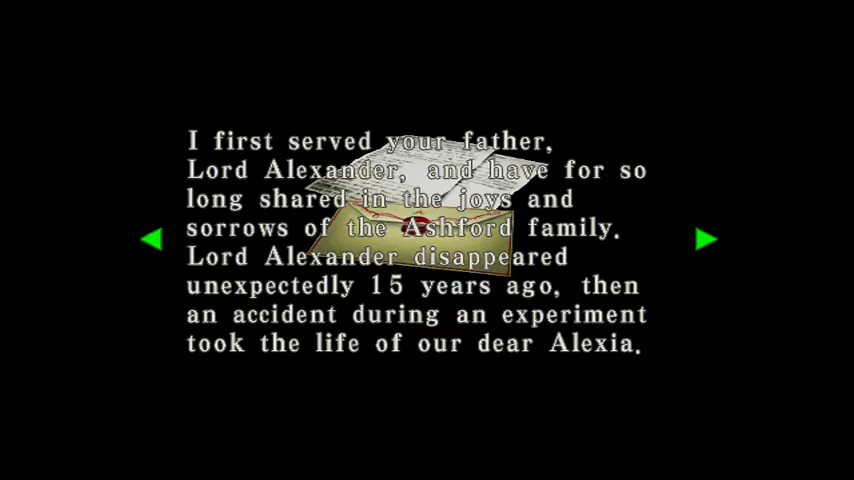 I first served your father,
Lord Alexander, and have for so
long shared in the joys and
sorrows of the Ashford family.
Lord Alexander disappeared
unexpectedly 15 years ago, then
an accident during an experiment
took the life of our dear Alexia.